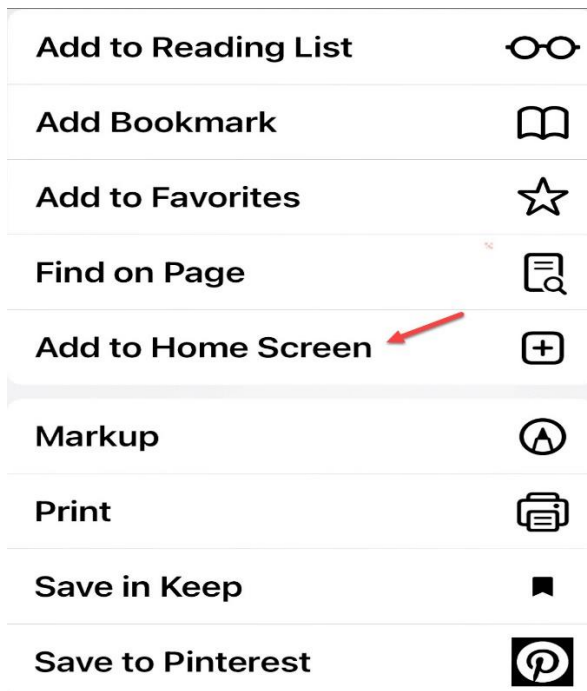 Add to Reading List
Add Bookmark
Add to Favorites
Find on Page
Add to Home Screen
Markup
Print
Save in Keep
Save to Pinterest